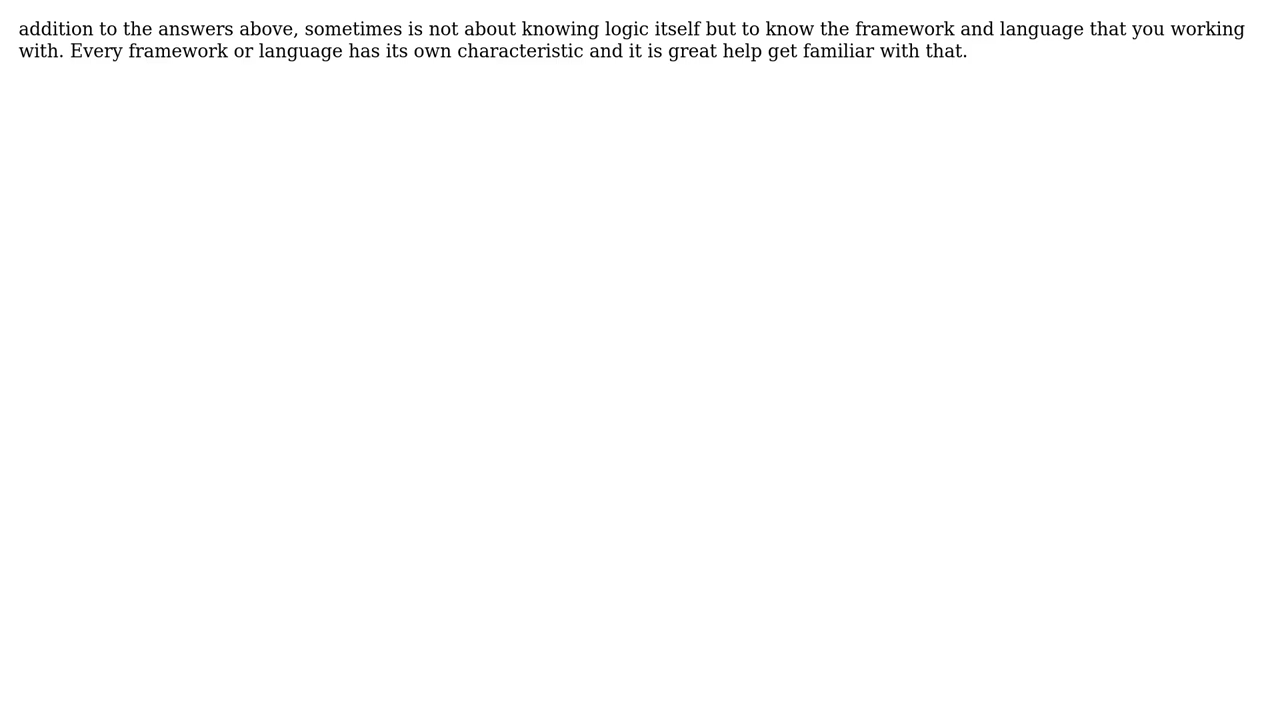 addition to the answers above, sometimes is not about knowing logic itself but to know the framework and language that you working
with. Every framework or language has its own characteristic and it is great help get familiar with that.